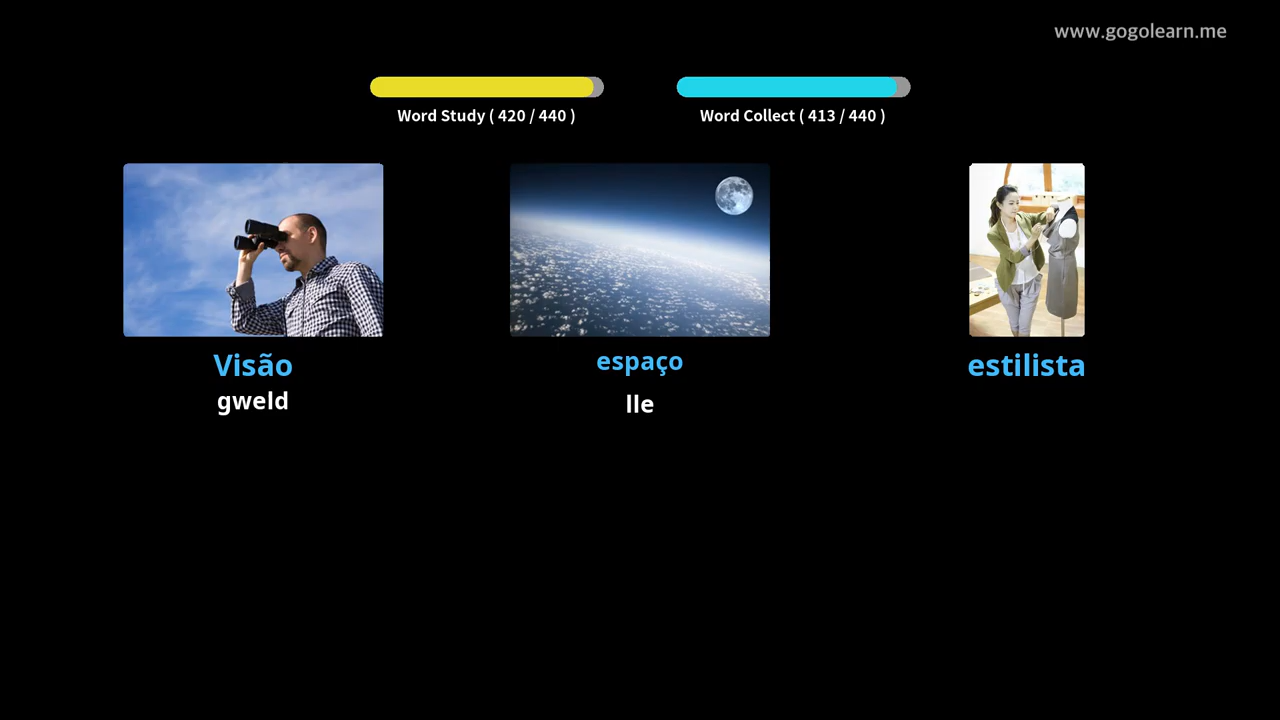 www.gogolearn.me
Word Study ( 420 / 440 )
Word Collect ( 413 / 440 )
Visão
gweld
espaço
lle
estilista